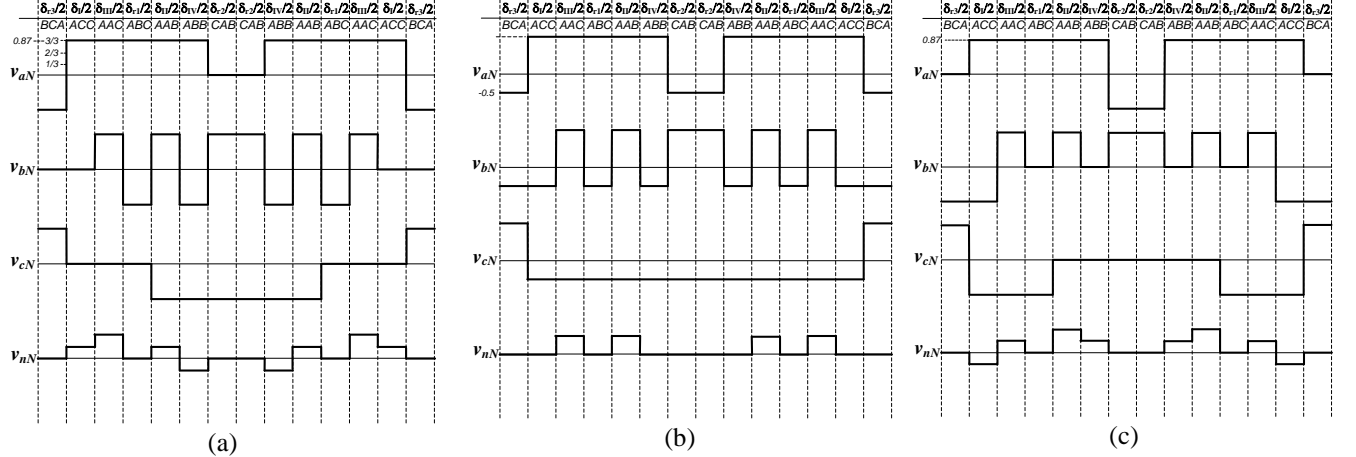 δr3/2 δI/2 δIII/2 δr1/2 δII/2 δIV/2 δr2/2 δr2/2 δIV/2 δII/2 δr1/2 δIII/2 δI/2 δr3/2
BCA ACC AAC ABC AAB ABB CAB CAB ABB AAB ABC AAC ACC BCA
0.87
3/3
2/3
1/3
vaN
vbN
vcN
vnN
(a)
δr3/2 δI/2 δIII/2 δr1/2 δII/2 δIV/2 δr2/2 δr2/2 δIV/2 δII/2 δr1/2 δIII/2 δI/2 δr3/2
BCA ACC AAC ABC AAB ABB CAB CAB ABB AAB ABC AAC ACC BCA
vaN
-0.5
vbN
vcN
vnN
(b)
δr3/2 δI/2 δIII/2 δr1/2 δII/2 δIV/2 δr2/2 δr2/2 δIV/2 δII/2 δr1/2 δIII/2 δI/2 δr3/2
BCA ACC AAC ABC AAB ABB CAB CAB ABB AAB ABC AAC ACC BCA
0.87
vaN
vbN
vcN
vnN
(c)